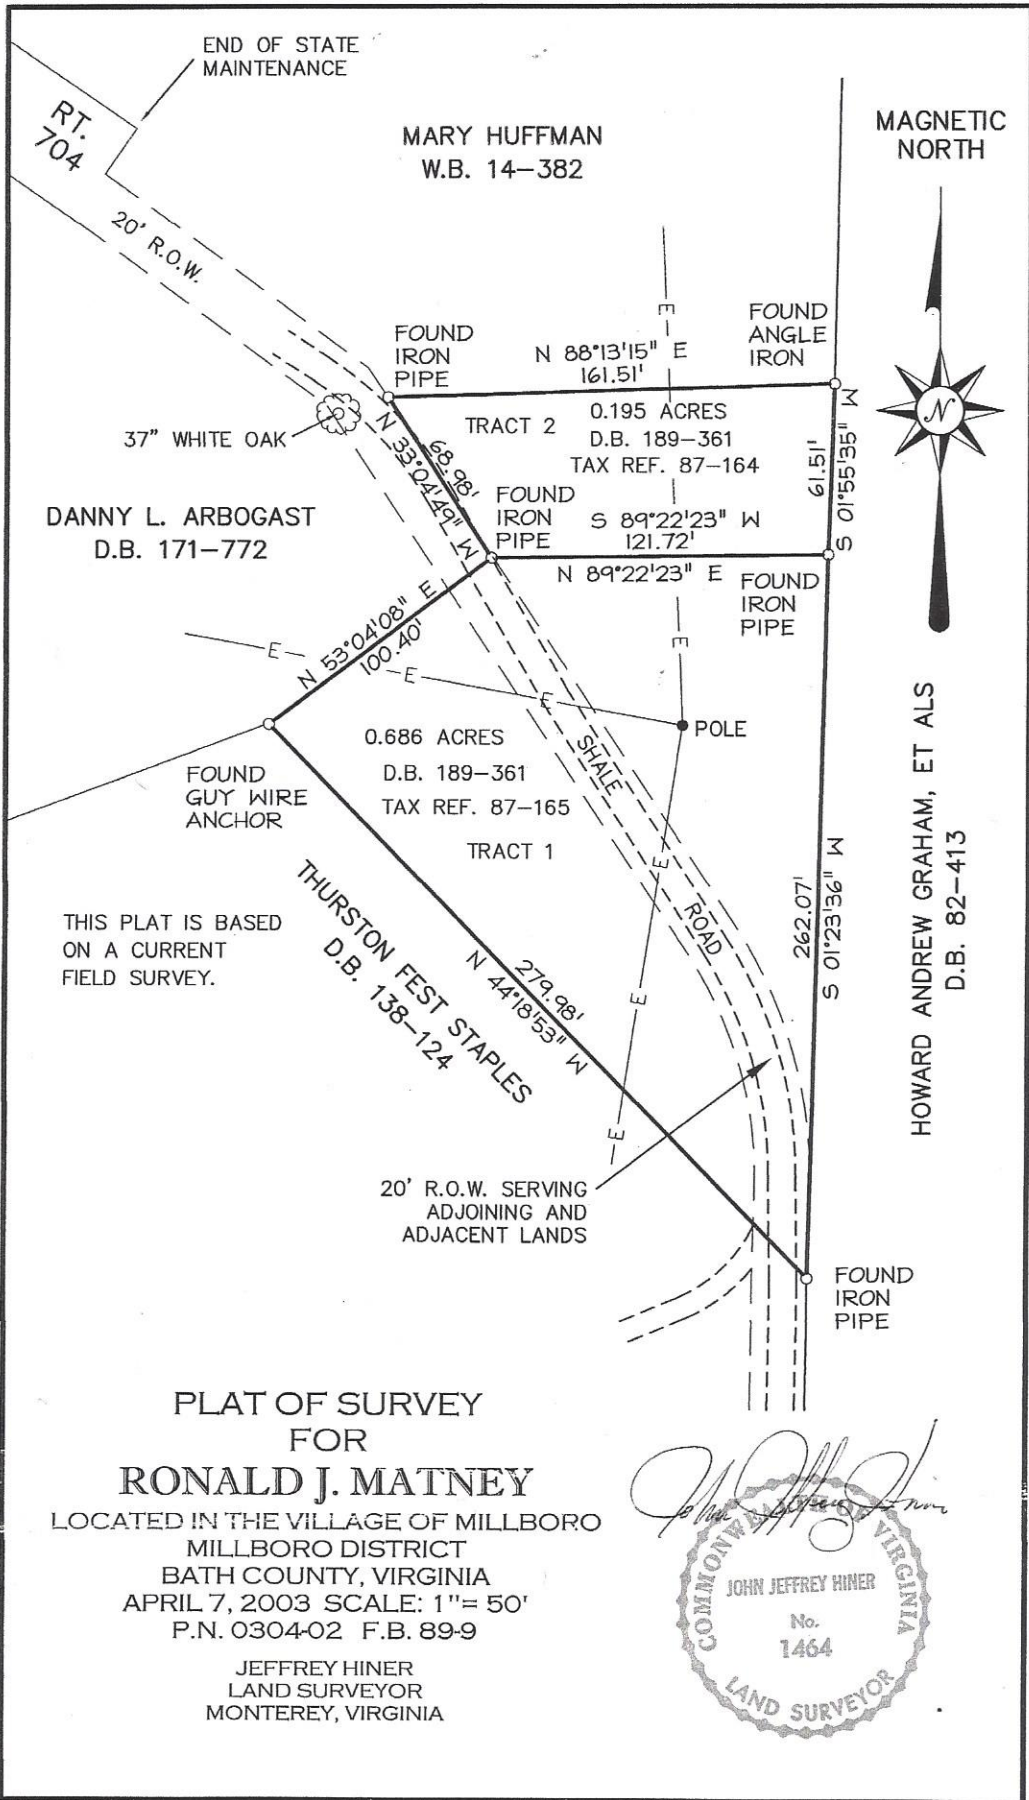 END OF STATE
MAINTENANCE
RT.
704
20' R.O.W.
MARY HUFFMAN
W.B. 14-382
MAGNETIC
NORTH
N
FOUND
IRON
PIPE
N 88°13'15" E
161.51'
FOUND
ANGLE
IRON
37" WHITE OAK
N 33°04'49" W
68.98'
TRACT 2
0.195 ACRES
D.B. 189-361
TAX REF. 87-164
61.51'
S 01°55'35" W
DANNY L. ARBOGAST
D.B. 171-772
FOUND
IRON
PIPE
S 89°22'23" W
121.72'
N 89°22'23" E
FOUND
IRON
PIPE
E
E
N 53°04'08" E
100.40'
E
E
E
POLE
FOUND
GUY WIRE
ANCHOR
0.686 ACRES
D.B. 189-361
TAX REF. 87-165
TRACT 1
SHALE
ROAD
E
E
E
262.07'
S 01°23'36" W
HOWARD ANDREW GRAHAM, ET ALS
D.B. 82-413
THIS PLAT IS BASED
ON A CURRENT
FIELD SURVEY.
THURSTON FEST STAPLES
D.B. 138-124
279.98'
N 44°18'53" W
20' R.O.W. SERVING
ADJOINING AND
ADJACENT LANDS
FOUND
IRON
PIPE
PLAT OF SURVEY
FOR
RONALD J. MATNEY
LOCATED IN THE VILLAGE OF MILLBORO
MILLBORO DISTRICT
BATH COUNTY, VIRGINIA
APRIL 7, 2003 SCALE: 1"= 50'
P.N. 0304-02 F.B. 89-9
JEFFREY HINER
LAND SURVEYOR
MONTEREY, VIRGINIA
John Jeffrey Hiner
COMMONWEALTH OF VIRGINIA
JOHN JEFFREY HINER
No.
1464
LAND SURVEYOR